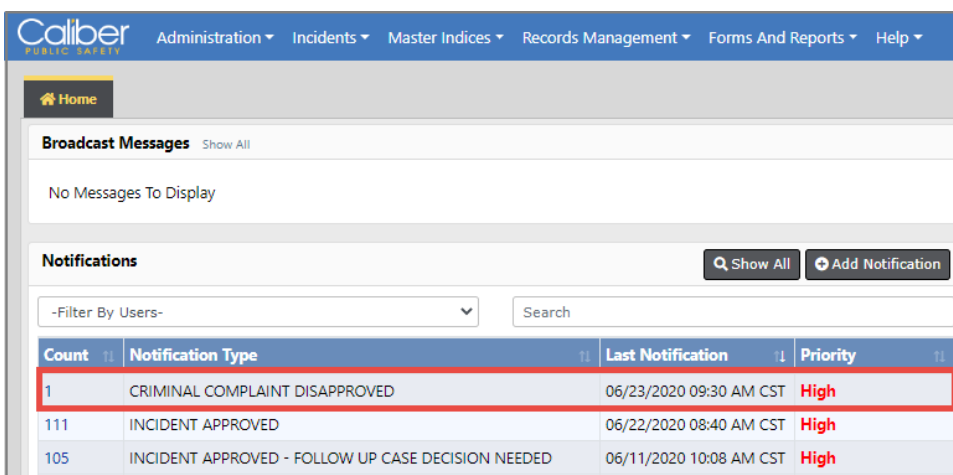 Caliber
PUBLIC SAFETY
Administration Incidents Master Indices Records Management Forms And Reports Help
Home
Broadcast Messages Show All
No Messages To Display
Notifications Show All Add Notification
-Filter By Users- Search
Count Notification Type Last Notification Priority
1 CRIMINAL COMPLAINT DISAPPROVED 06/23/2020 09:30 AM CST High
111 INCIDENT APPROVED 06/22/2020 08:40 AM CST High
105 INCIDENT APPROVED - FOLLOW UP CASE DECISION NEEDED 06/11/2020 10:08 AM CST High